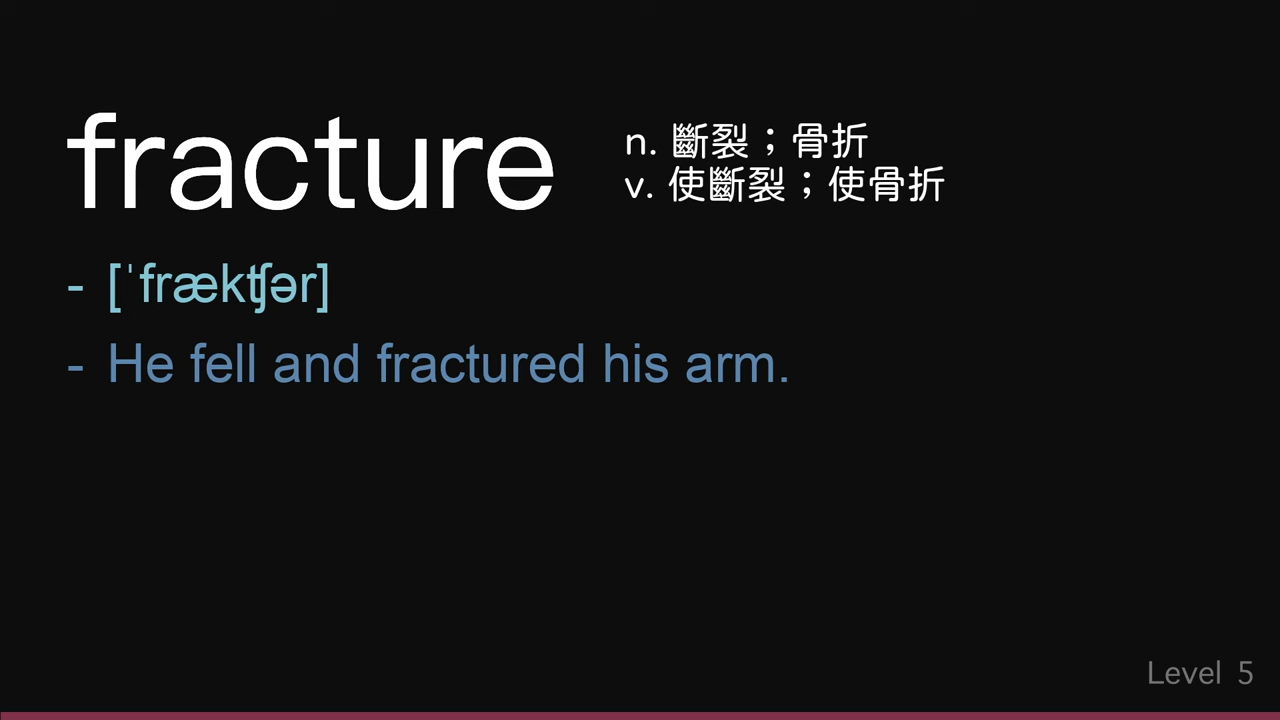 fracture
n. 斷裂；骨折
v. 使斷裂；使骨折
- [ˈfrækʧər]
- He fell and fractured his arm.
Level 5